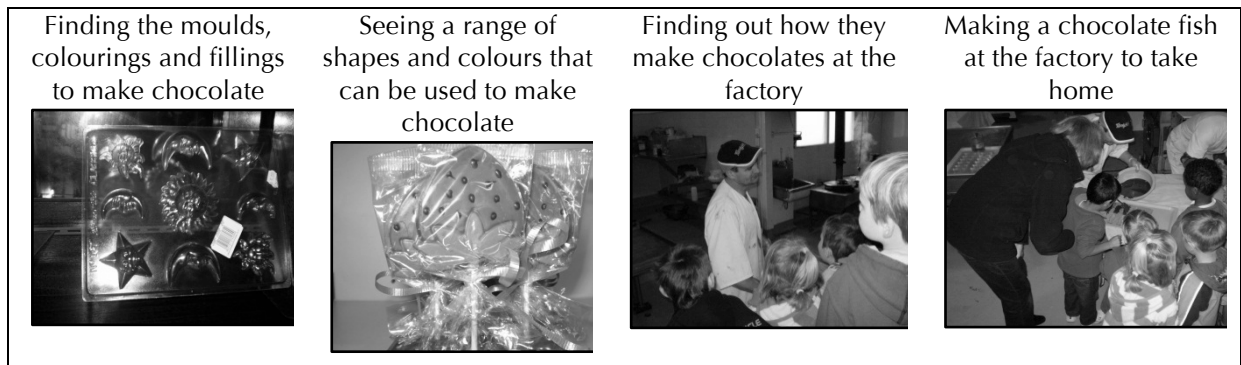 Finding the moulds,
colourings and fillings
to make chocolate
Seeing a range of
shapes and colours that
can be used to make
chocolate
Finding out how they
make chocolates at the
factory
Making a chocolate fish
at the factory to take
home